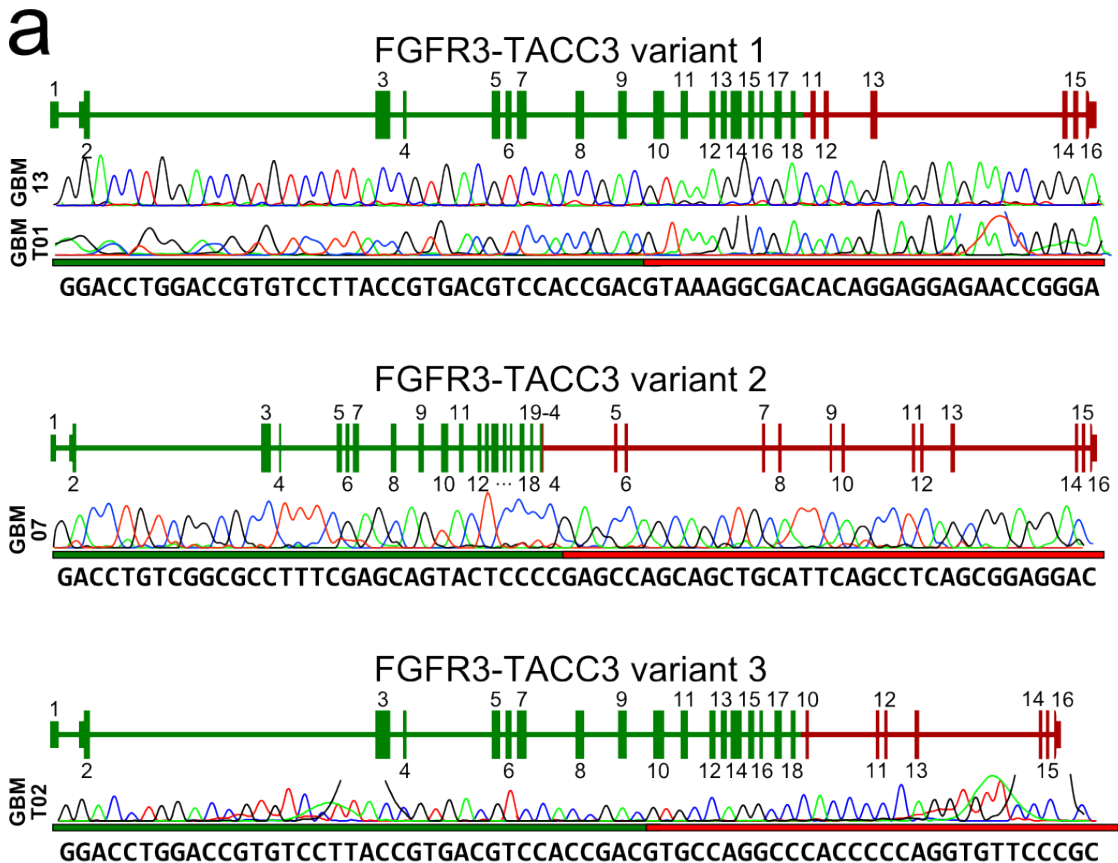 a
FGFR3-TACC3 variant 1
1 3 5 7 9 11 13 15 17 11 13 15
2 4 6 8 10 12 14 16 18 12 14 16
GBM 13
GBM T01
GGACCTGGACCGTGTCCTTACCGTGACGTCCACCGACGTAAAGGCGACACAGGAGGAGAACCGGGA
FGFR3-TACC3 variant 2
1 3 5 7 9 11 19-4 5 7 9 11 13 15
2 4 6 8 10 12 ... 18 4 6 8 10 12 14 16
GBM 07
GACCTGTCGGCGCCTTTCGAGCAGTACTCCCCGAGCCAGCAGCTGCATTCAGCCTCAGCGGAGGAC
FGFR3-TACC3 variant 3
1 3 5 7 9 11 13 15 17 10 12 14 16
2 4 6 8 10 12 14 16 18 11 13 15
GBM T02
GGACCTGGACCGTGTCCTTACCGTGACGTCCACCGACGTGCCAGGCCCACCCCCAGGTGTTCCCGC